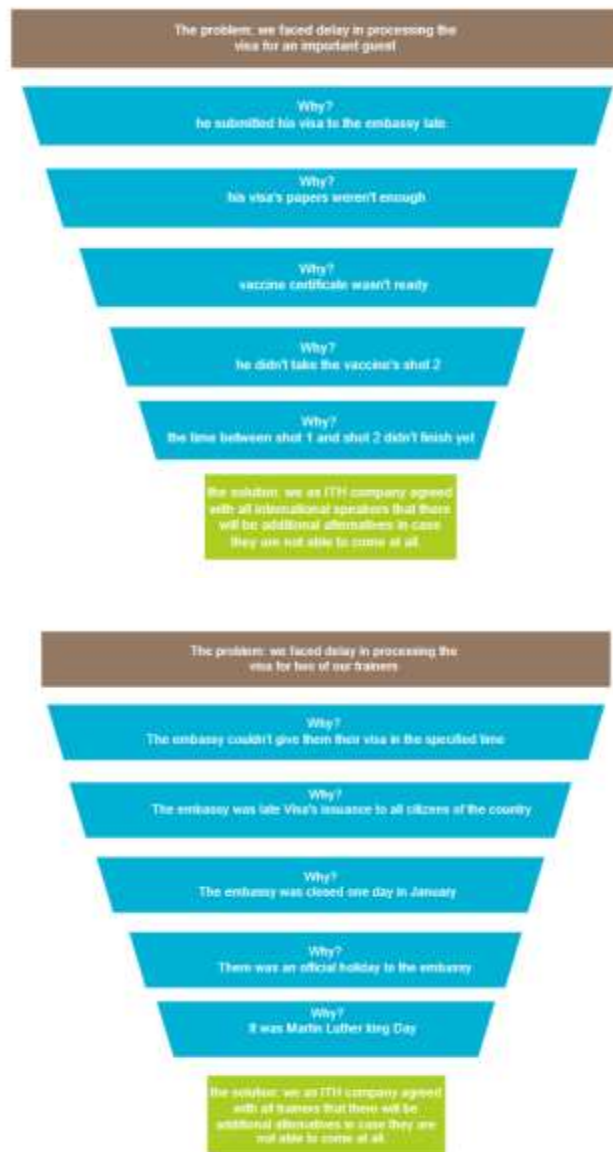 The problem: we faced delay in processing the
visa for an important guest
Why?
he submitted his visa to the embassy late.
Why?
his visa's papers weren't enough
Why?
vaccine certificate wasn't ready
Why?
he didn't take the vaccine's shot 2
Why?
the time between shot 1 and shot 2 didn't finish yet
the solution: we as ITH company agreed
with all international speakers that there
will be additional alternatives in case
they are not able to come at all.
The problem: we faced delay in processing the
visa for two of our trainers
Why?
The embassy couldn't give them their visa in the specified time
Why?
The embassy was late Visa's issuance to all citizens of the country
Why?
The embassy was closed one day in January
Why?
There was an official holiday to the embassy
Why?
It was Martin Luther king Day
the solution: we as ITH company agreed
with all trainers that there will be
additional alternatives in case they are
not able to come at all.